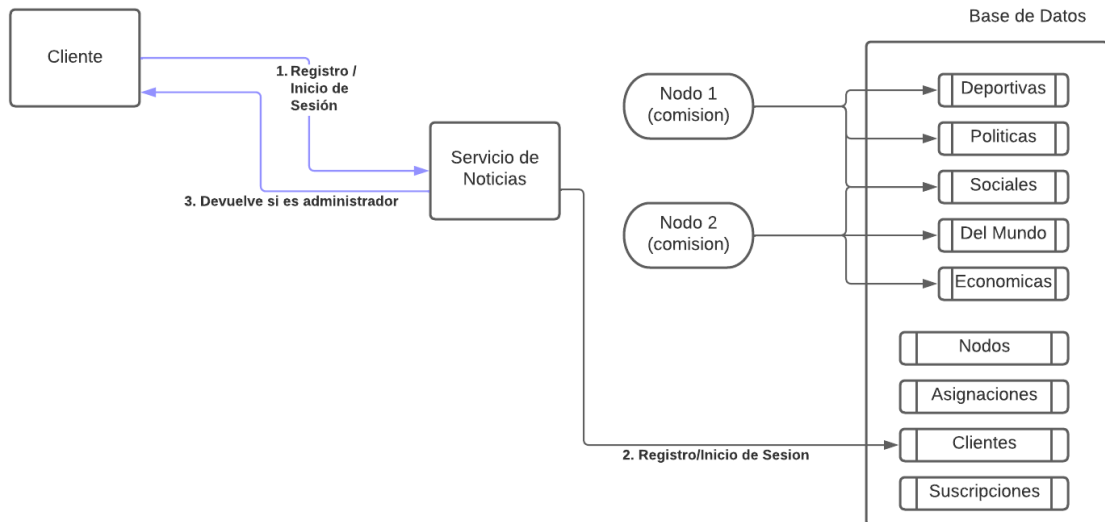 Base de Datos
Cliente
1. Registro /
Inicio de
Sesión
Servicio de
Noticias
3. Devuelve si es administrador
Nodo 1
(comision)
Nodo 2
(comision)
Deportivas
Politicas
Sociales
Del Mundo
Economicas
Nodos
Asignaciones
Clientes
2. Registro/Inicio de Sesion
Suscripciones